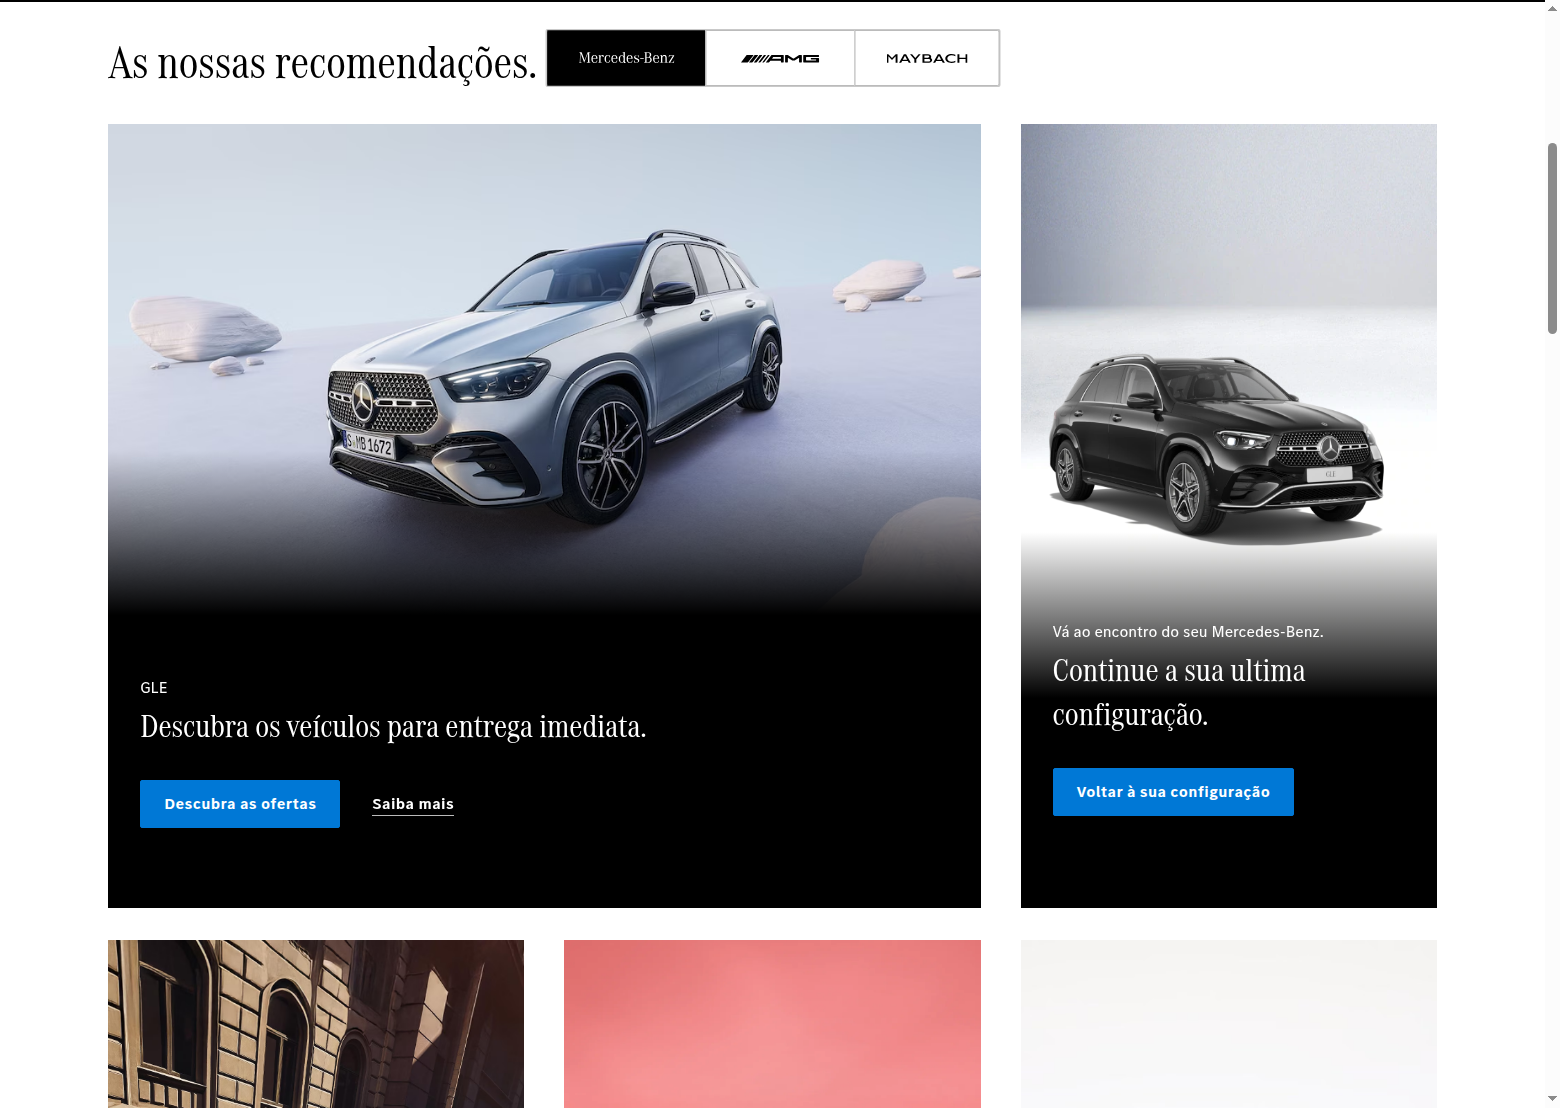 As nossas recomendações.
Mercedes-Benz
AMG
MAYBACH
S MB 1672
GLE
GLE
Descubra os veículos para entrega imediata.
Descubra as ofertas
Saiba mais
Vá ao encontro do seu Mercedes-Benz.
Continue a sua ultima
configuração.
Voltar à sua configuração